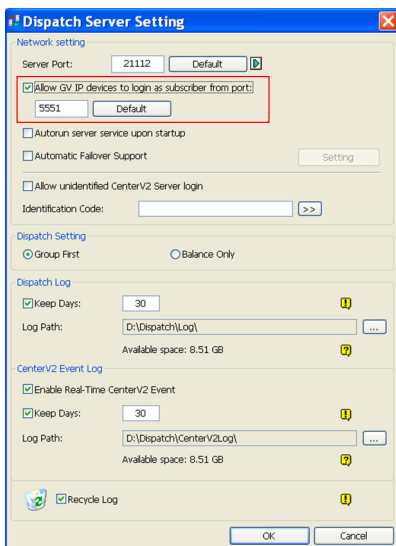 Dispatch Server Setting
Network setting
Server Port: 21112 Default
Allow GV IP devices to login as subscriber from port:
5551 Default
Autorun server service upon startup
Automatic Failover Support Setting
Allow unidentified CenterV2 Server login
Identification Code: >>
Dispatch Setting
Group First Balance Only
Dispatch Log
Keep Days: 30
Log Path: D:\Dispatch\Log\ ...
Available space: 8.51 GB
CenterV2 Event Log
Enable Real-Time CenterV2 Event
Keep Days: 30
Log Path: D:\Dispatch\CenterV2Log\ ...
Available space: 8.51 GB
Recycle Log
OK Cancel